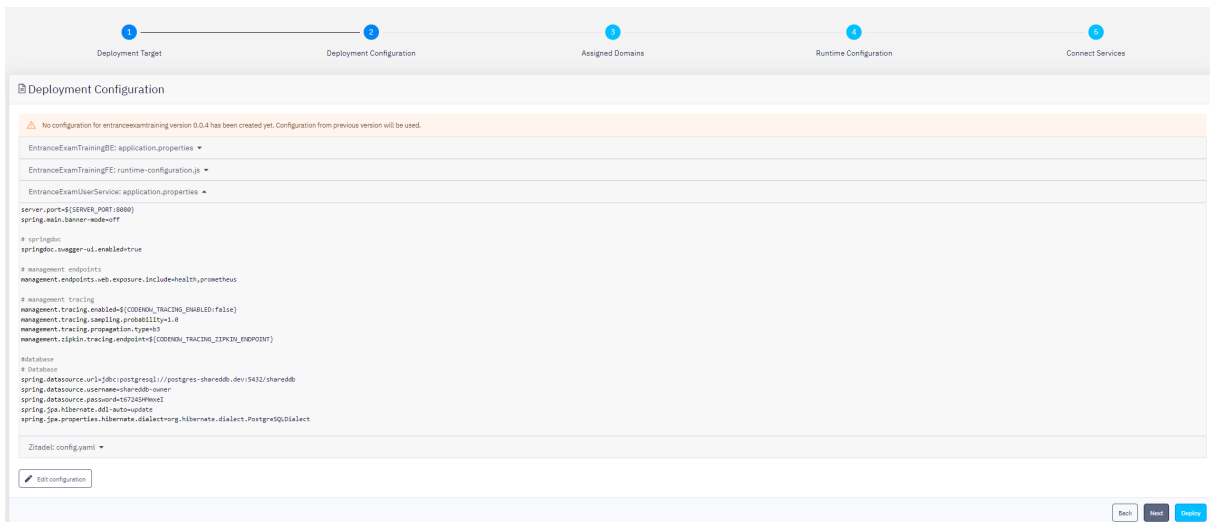 1
2
3
4
5
Deployment Target
Deployment Configuration
Assigned Domains
Runtime Configuration
Connect Services
Deployment Configuration
No configuration for entranceexamtraining version 0.0.4 has been created yet. Configuration from previous version will be used.
EntranceExamTrainingBE: application.properties
EntranceExamTrainingFE: runtime-configuration.js
EntranceExamUserService: application.properties
server.port=${SERVER_PORT:8080}
spring.main.banner-mode=off
# springdoc
springdoc.swagger-ui.enabled=true
# management endpoints
management.endpoints.web.exposure.include=health,prometheus
# management tracing
management.tracing.enabled=${CODENOW_TRACING_ENABLED:false}
management.tracing.sampling.probability=1.0
management.tracing.propagation.type=b3
management.zipkin.tracing.endpoint=${CODENOW_TRACING_ZIPKIN_ENDPOINT}
#database
# Database
spring.datasource.url=jdbc:postgresql://postgres-shareddb.dev:5432/shareddb
spring.datasource.username=shareddb-owner
spring.datasource.password=t6724SHMmxeI
spring.jpa.hibernate.ddl-auto=update
spring.jpa.properties.hibernate.dialect=org.hibernate.dialect.PostgreSQLDialect
Zitadel: config.yaml
Edit configuration
Back
Next
Deploy